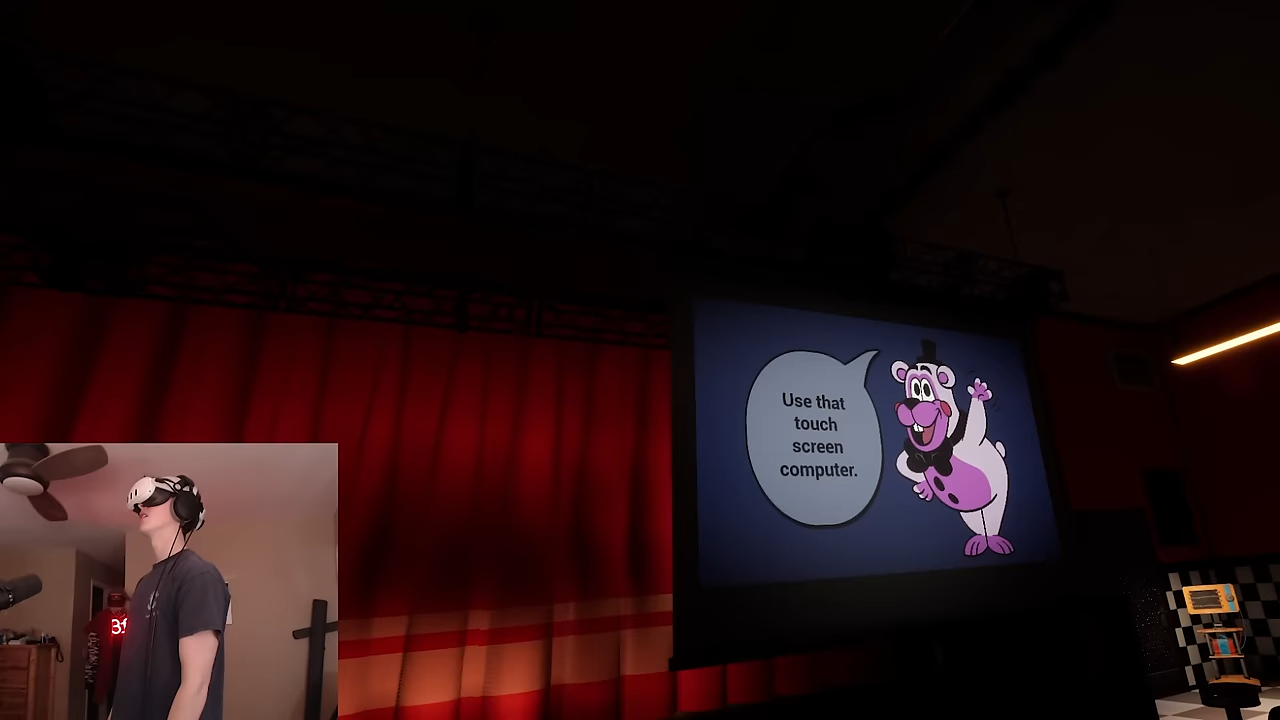 Use that
touch
screen
computer.